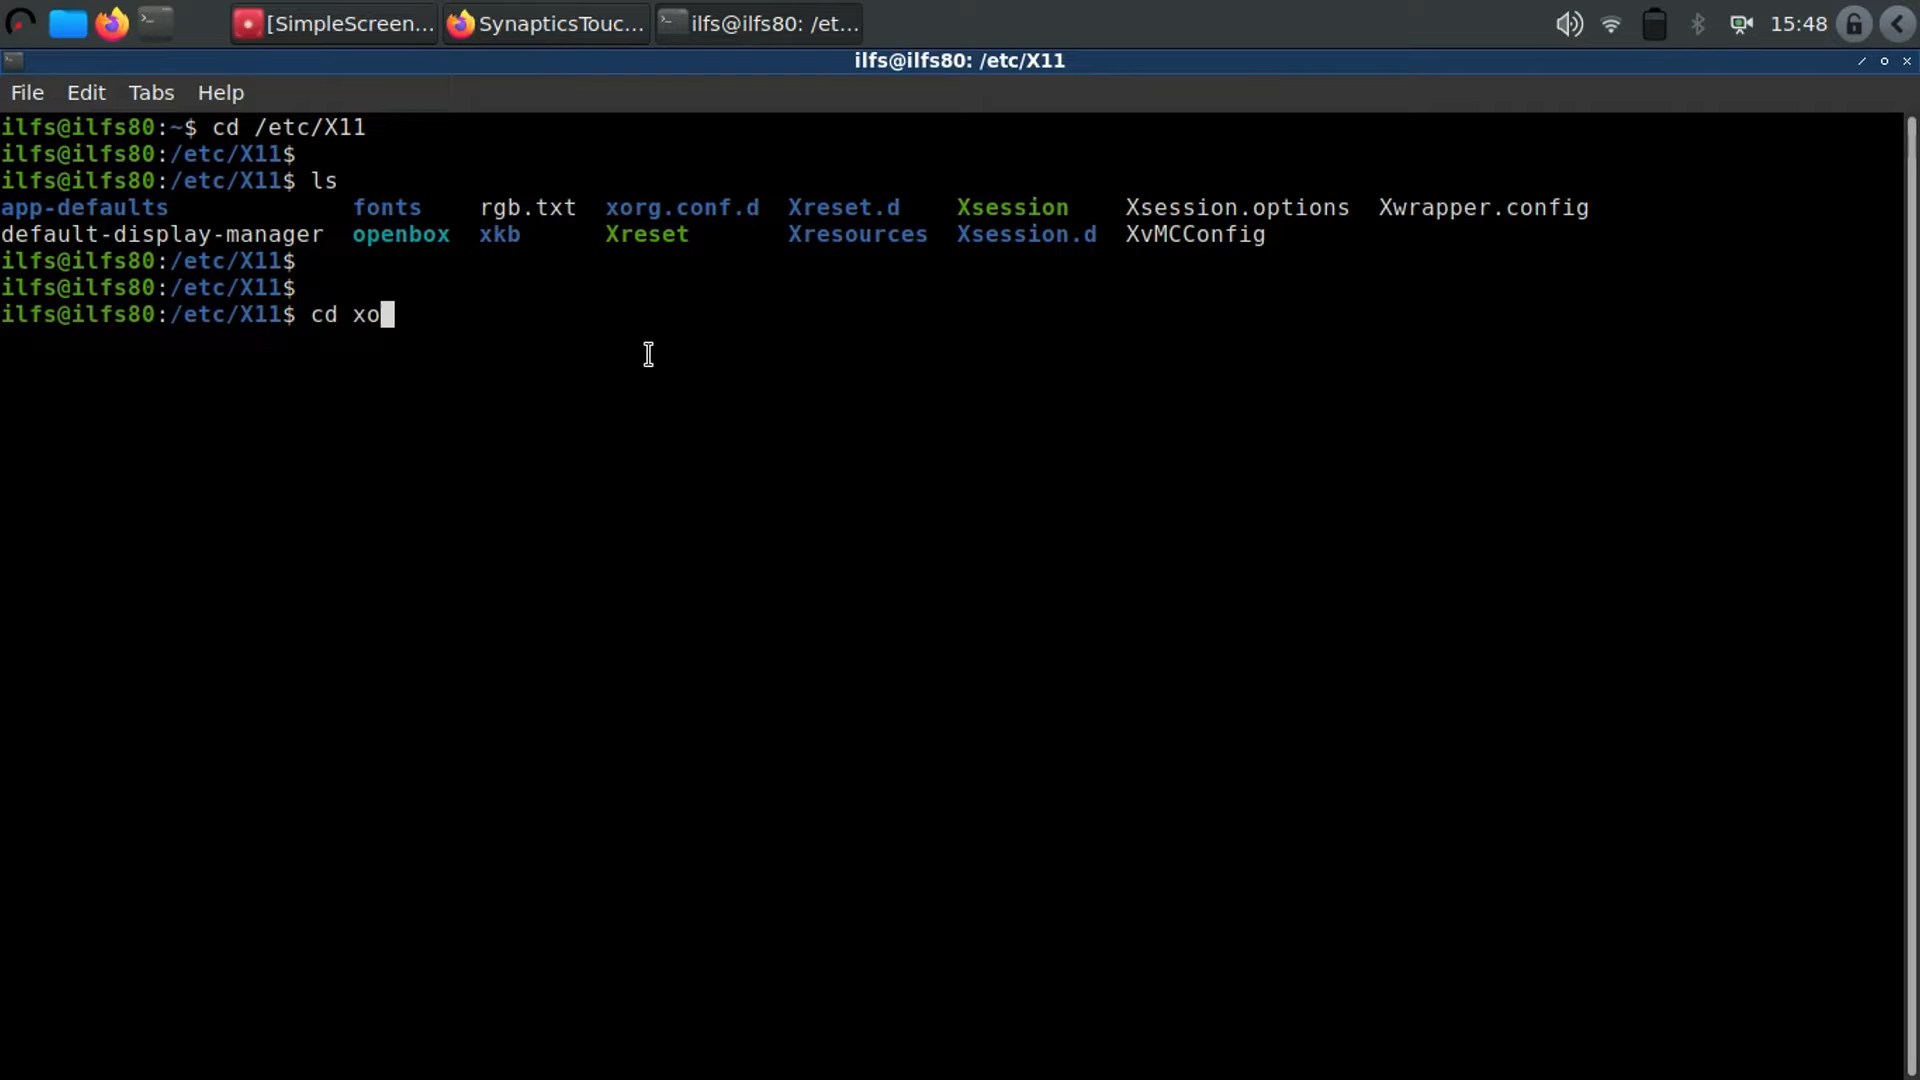 [SimpleScreen... SynapticsTouc... ilfs@ilfs80: /et... 15:48
ilfs@ilfs80: /etc/X11
File Edit Tabs Help
ilfs@ilfs80:~$ cd /etc/X11
ilfs@ilfs80:/etc/X11$
ilfs@ilfs80:/etc/X11$ ls
app-defaults fonts rgb.txt xorg.conf.d Xreset.d Xsession Xsession.options Xwrapper.config
default-display-manager openbox xkb Xreset Xresources Xsession.d XvMCConfig
ilfs@ilfs80:/etc/X11$
ilfs@ilfs80:/etc/X11$
ilfs@ilfs80:/etc/X11$ cd xo